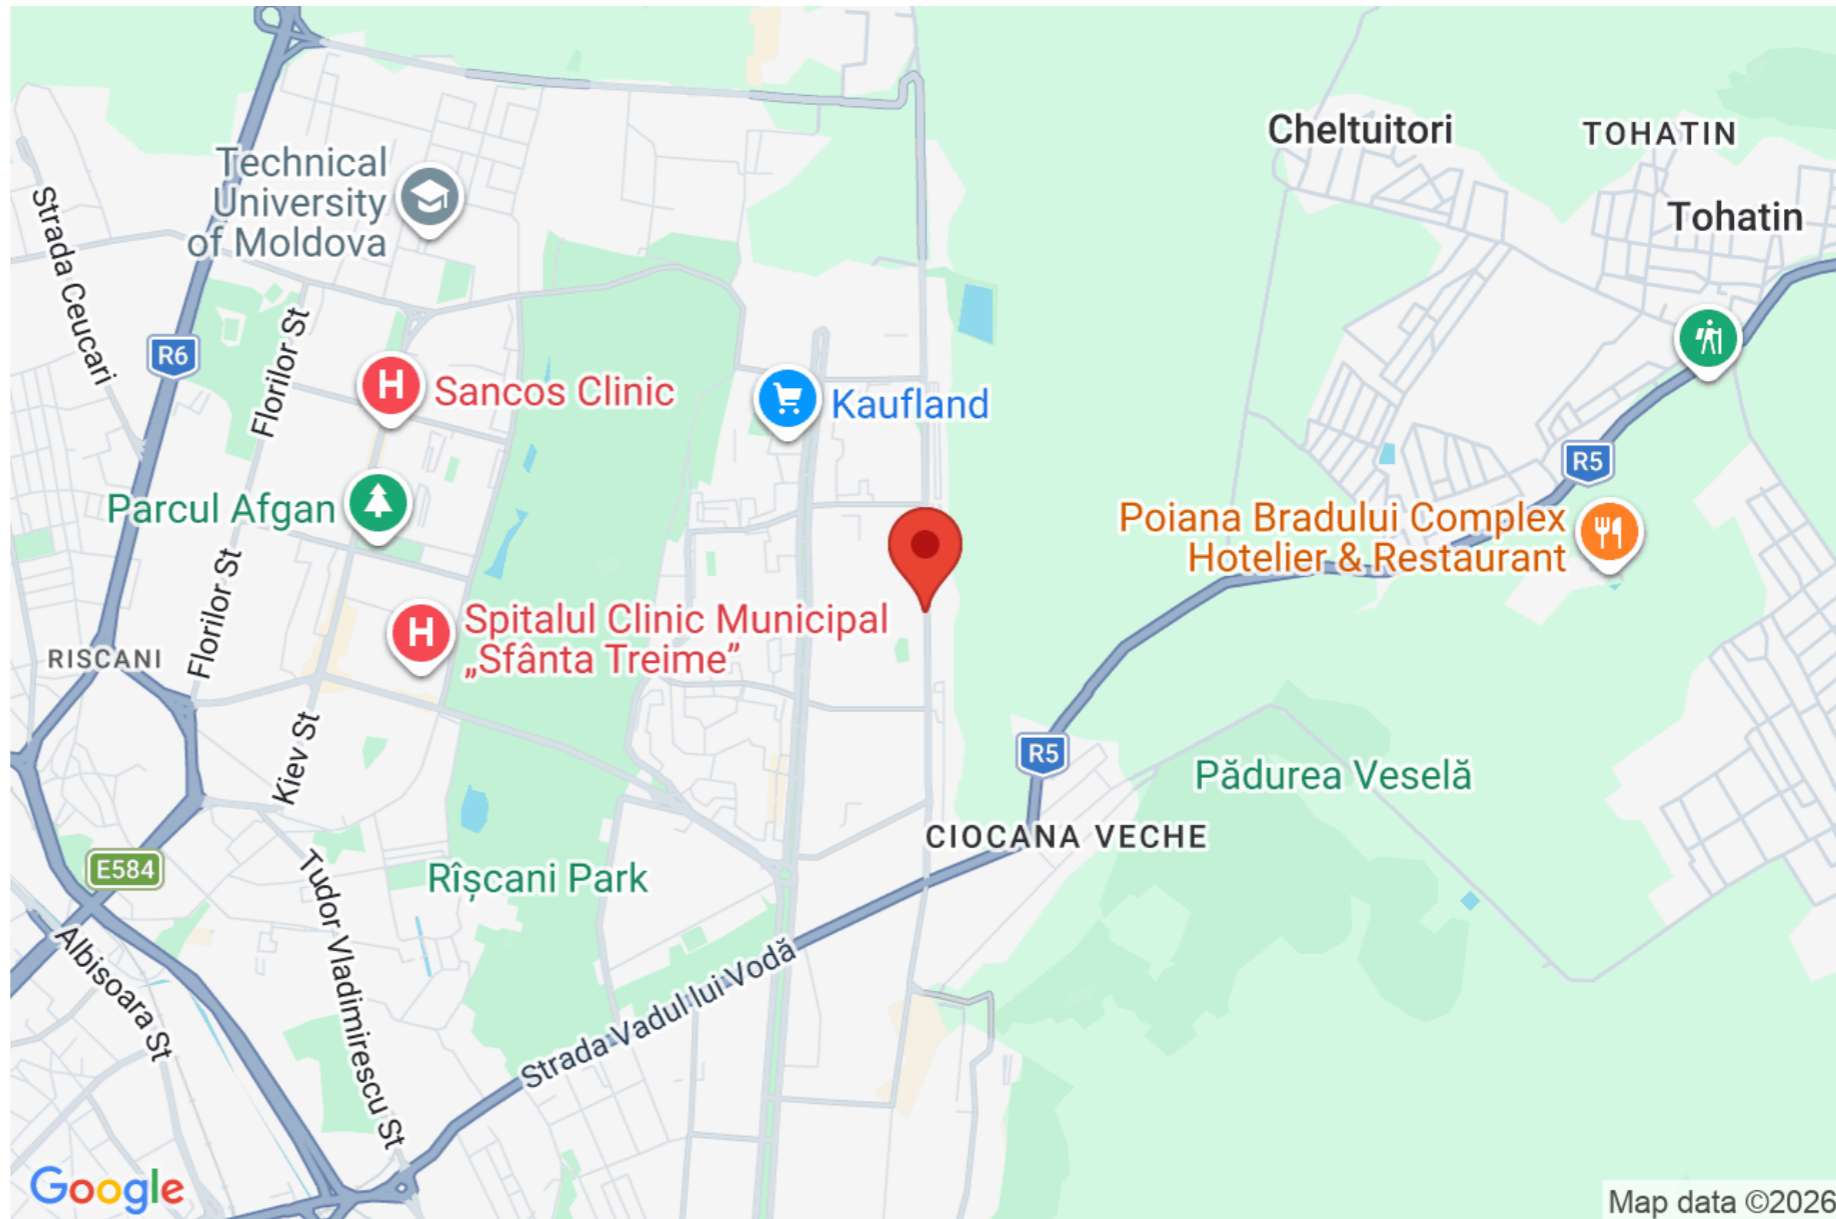 Cheltuitori
TOHATIN
Technical
University
of Moldova
Tohatin
Strada Ceucari
Florilor St
R6
Sancos Clinic
Kaufland
R5
Parcul Afgan
Poiana Bradului Complex
Hotelier & Restaurant
Florilor St
Spitalul Clinic Municipal
„Sfânta Treime”
RISCANI
Kiev St
R5
Pădurea Veselă
CIOCANA VECHE
E584
Rîșcani Park
Tudor Vladimirescu St
Albisoara St
Strada Vadul lui Vodă
Google
Map data ©2026
H
H